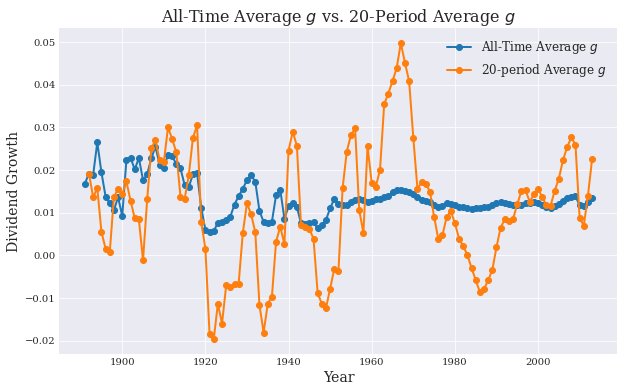 All-Time Average g vs. 20-Period Average g
All-Time Average g
20-period Average g
Dividend Growth
0.05
0.04
0.03
0.02
0.01
0.00
−0.01
−0.02
1900 1920 1940 1960 1980 2000
Year